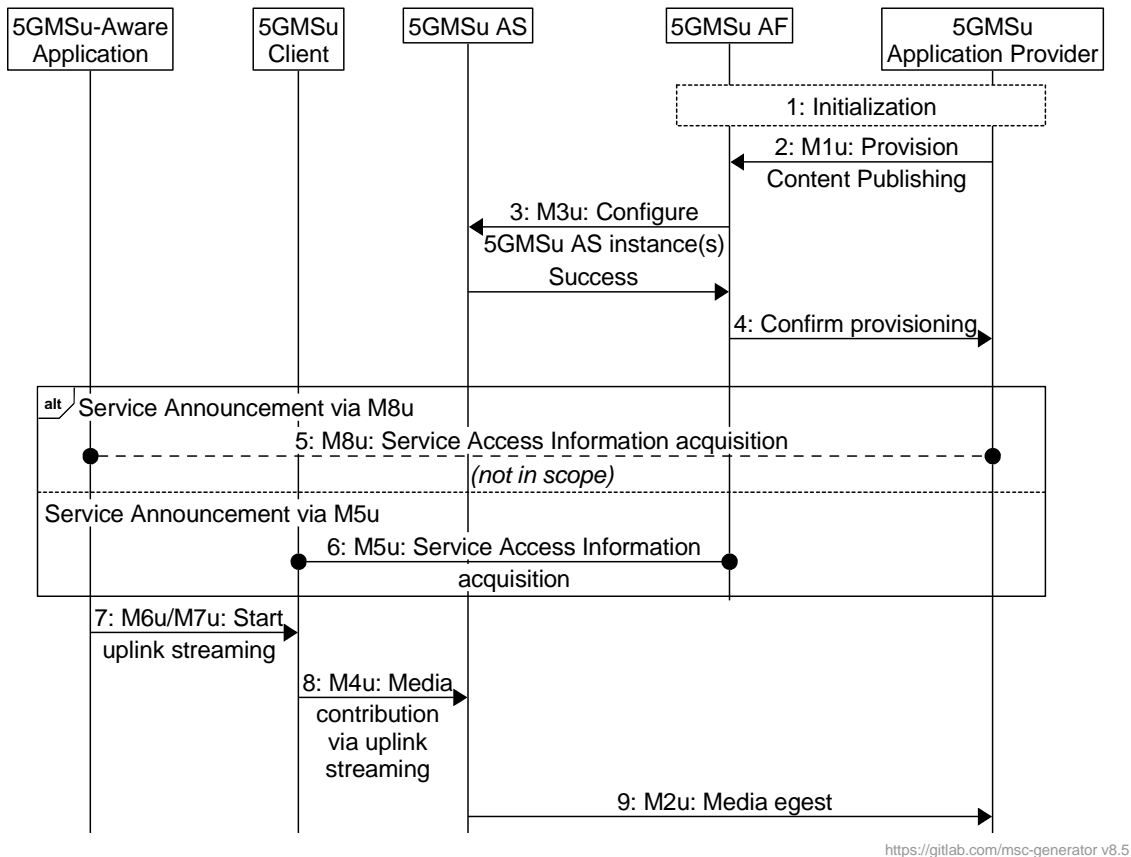 5GMSu-Aware
Application
5GMSu
Client
5GMSu AS
5GMSu AF
5GMSu
Application Provider
1: Initialization
2: M1u: Provision
Content Publishing
3: M3u: Configure
5GMSu AS instance(s)
Success
4: Confirm provisioning
alt
Service Announcement via M8u
5: M8u: Service Access Information acquisition
(not in scope)
Service Announcement via M5u
6: M5u: Service Access Information
acquisition
7: M6u/M7u: Start
uplink streaming
8: M4u: Media
contribution
via uplink
streaming
9: M2u: Media egest
https://gitlab.com/msc-generator v8.5